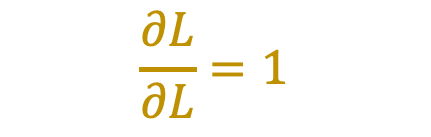 ∂L/∂L = 1